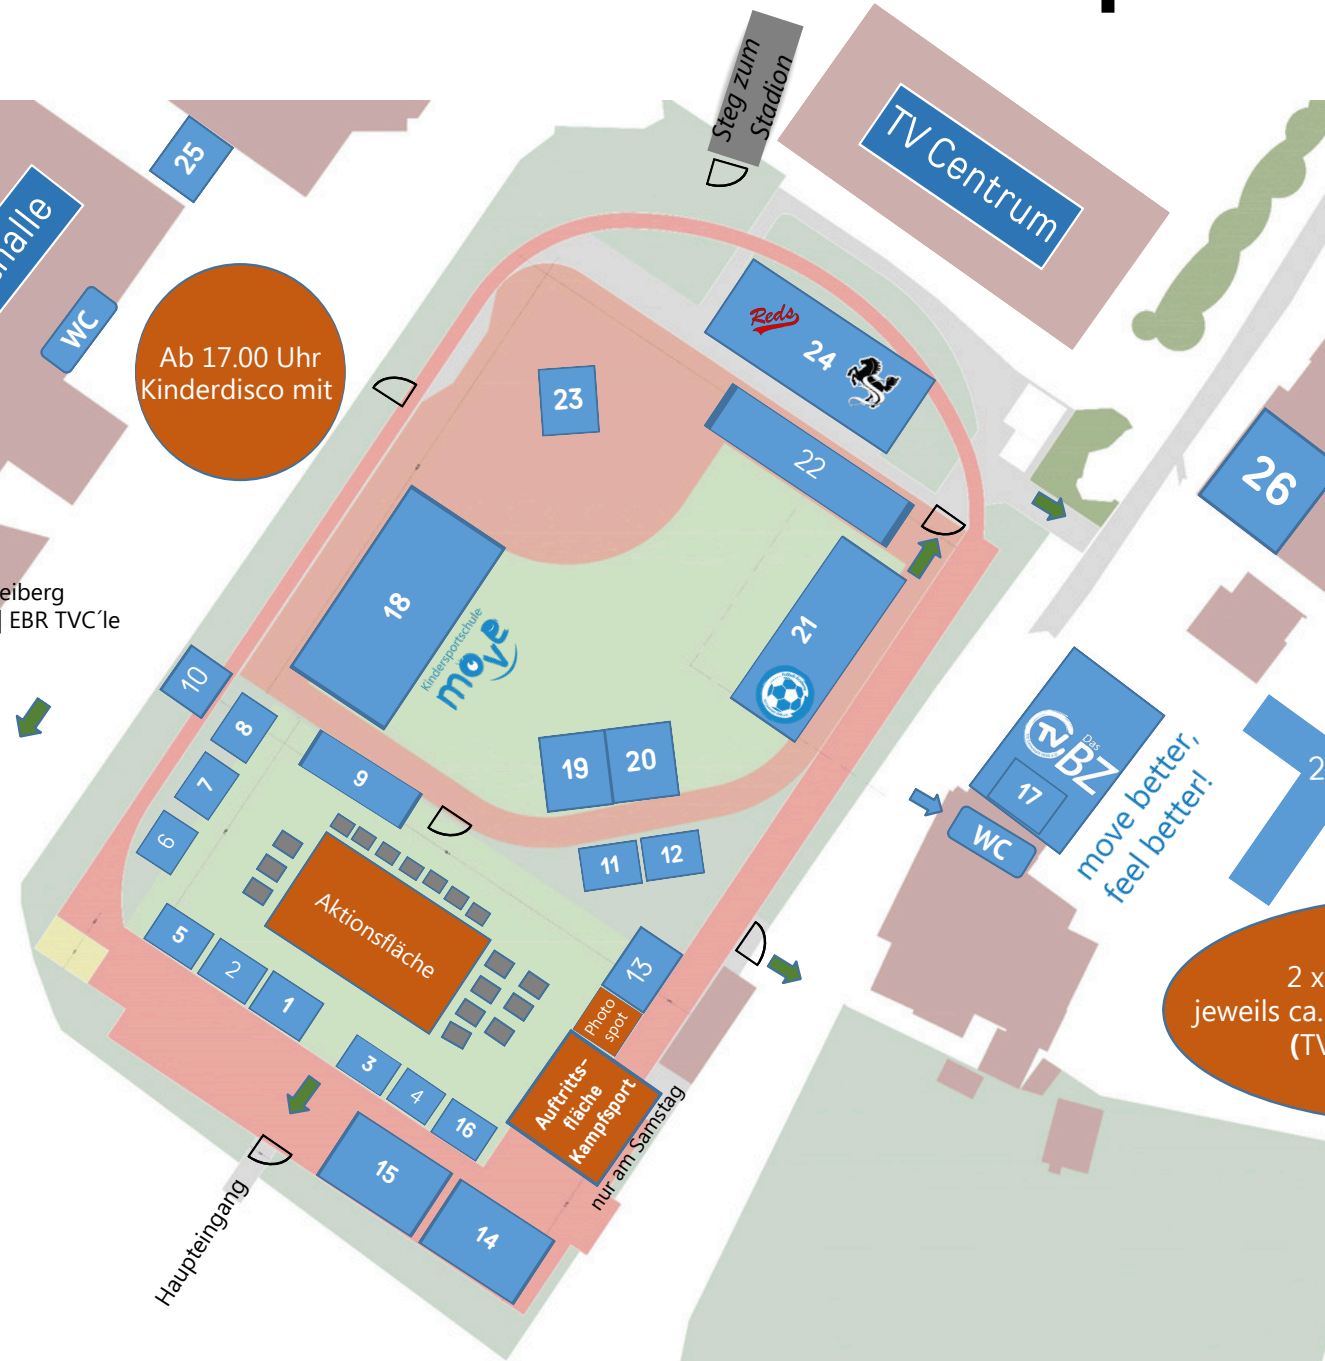 Steg zum
Stadion
TV Centrum
25
halle
WC
Ab 17.00 Uhr
Kinderdisco mit
Reds
24
23
22
26
18
Kindersportschule
move
21
eiberg
EBR TVC´le
10
8
7
6
9
19
20
11
12
TV
Das
BZ
17
WC
move better,
feel better!
2
Aktionsfläche
5
2
1
3
4
16
13
Photo
spot
Auftritts-
fläche
Kampfsport
nur am Samstag
15
14
Haupteingang
2 x
jeweils ca.
(TV